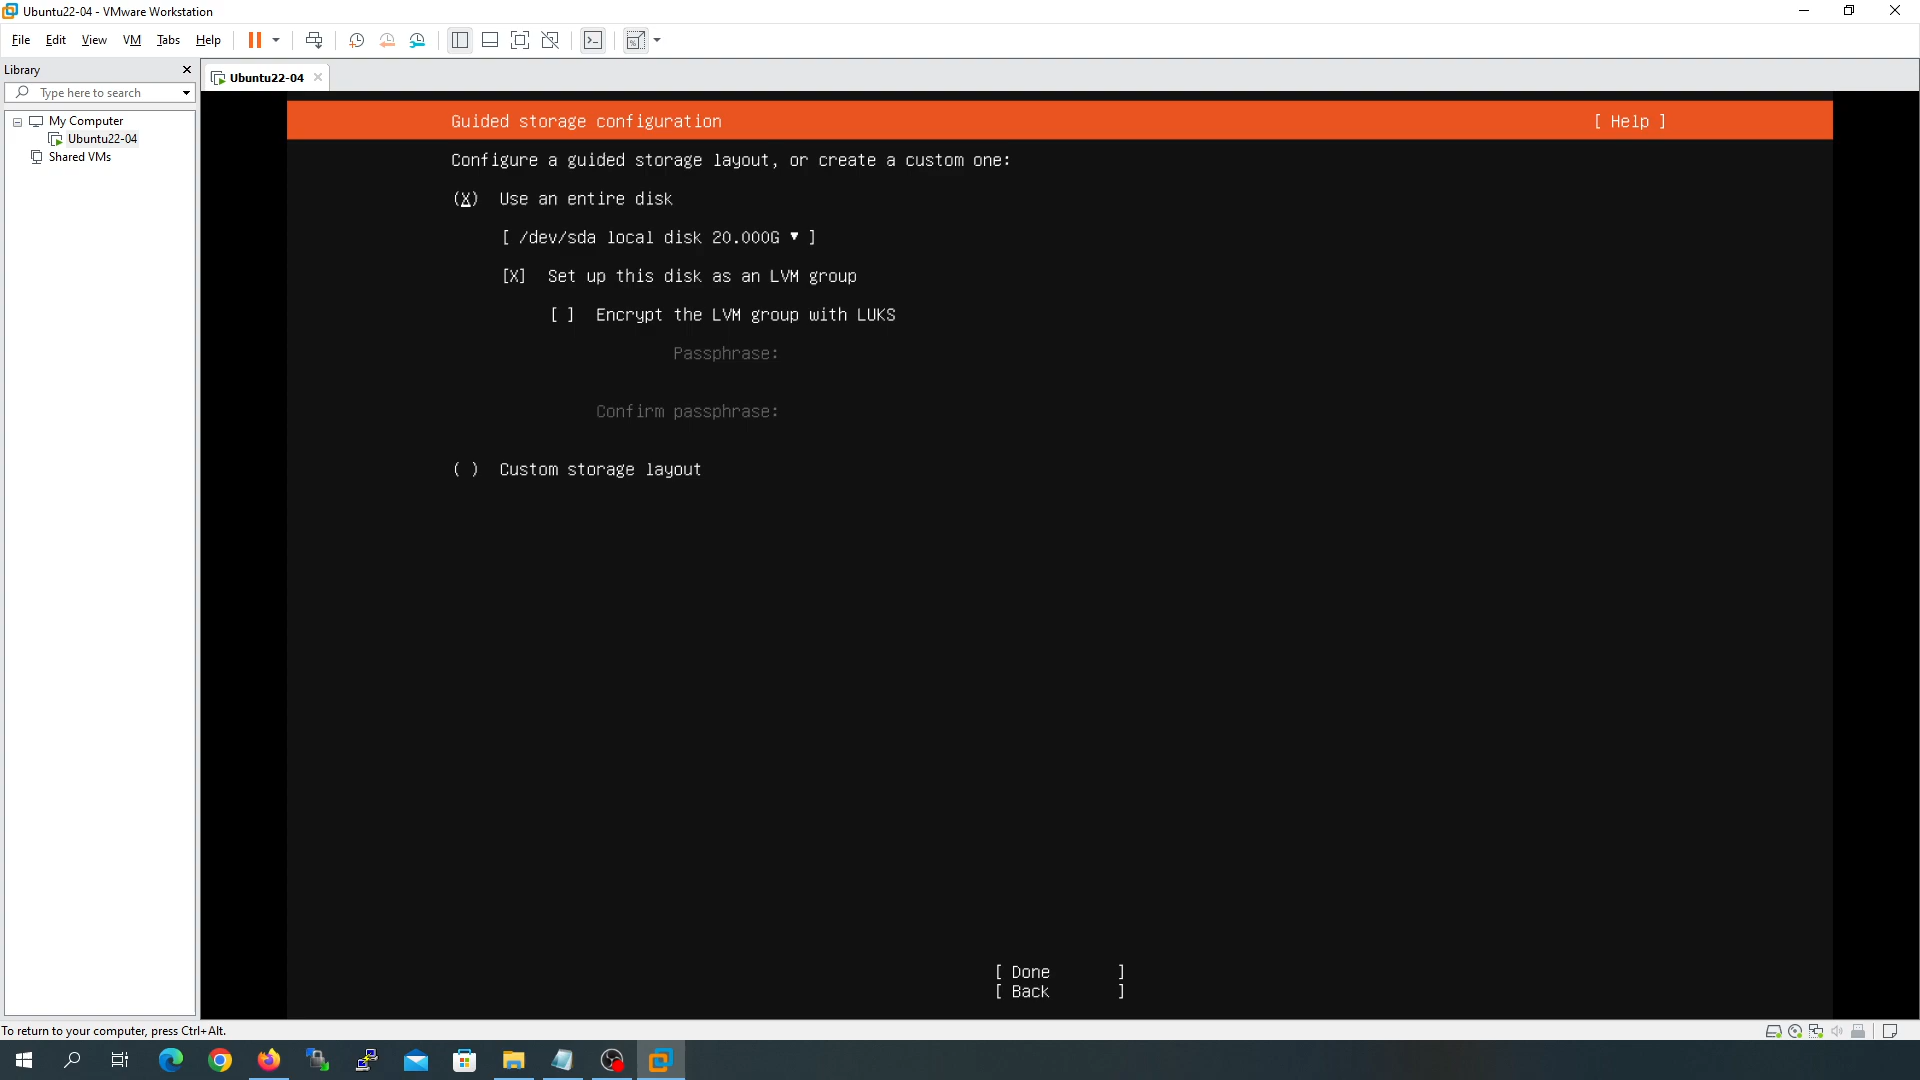 Ubuntu22-04 - VMware Workstation
File Edit View VM Tabs Help
Library
Type here to search
My Computer
Ubuntu22-04
Shared VMs
Ubuntu22-04
Guided storage configuration [ Help ]
Configure a guided storage layout, or create a custom one:
(X) Use an entire disk
[ /dev/sda local disk 20.000G ▾ ]
[X] Set up this disk as an LVM group
[ ] Encrypt the LVM group with LUKS
Passphrase:
Confirm passphrase:
( ) Custom storage layout
[ Done ]
[ Back ]
To return to your computer, press Ctrl+Alt.